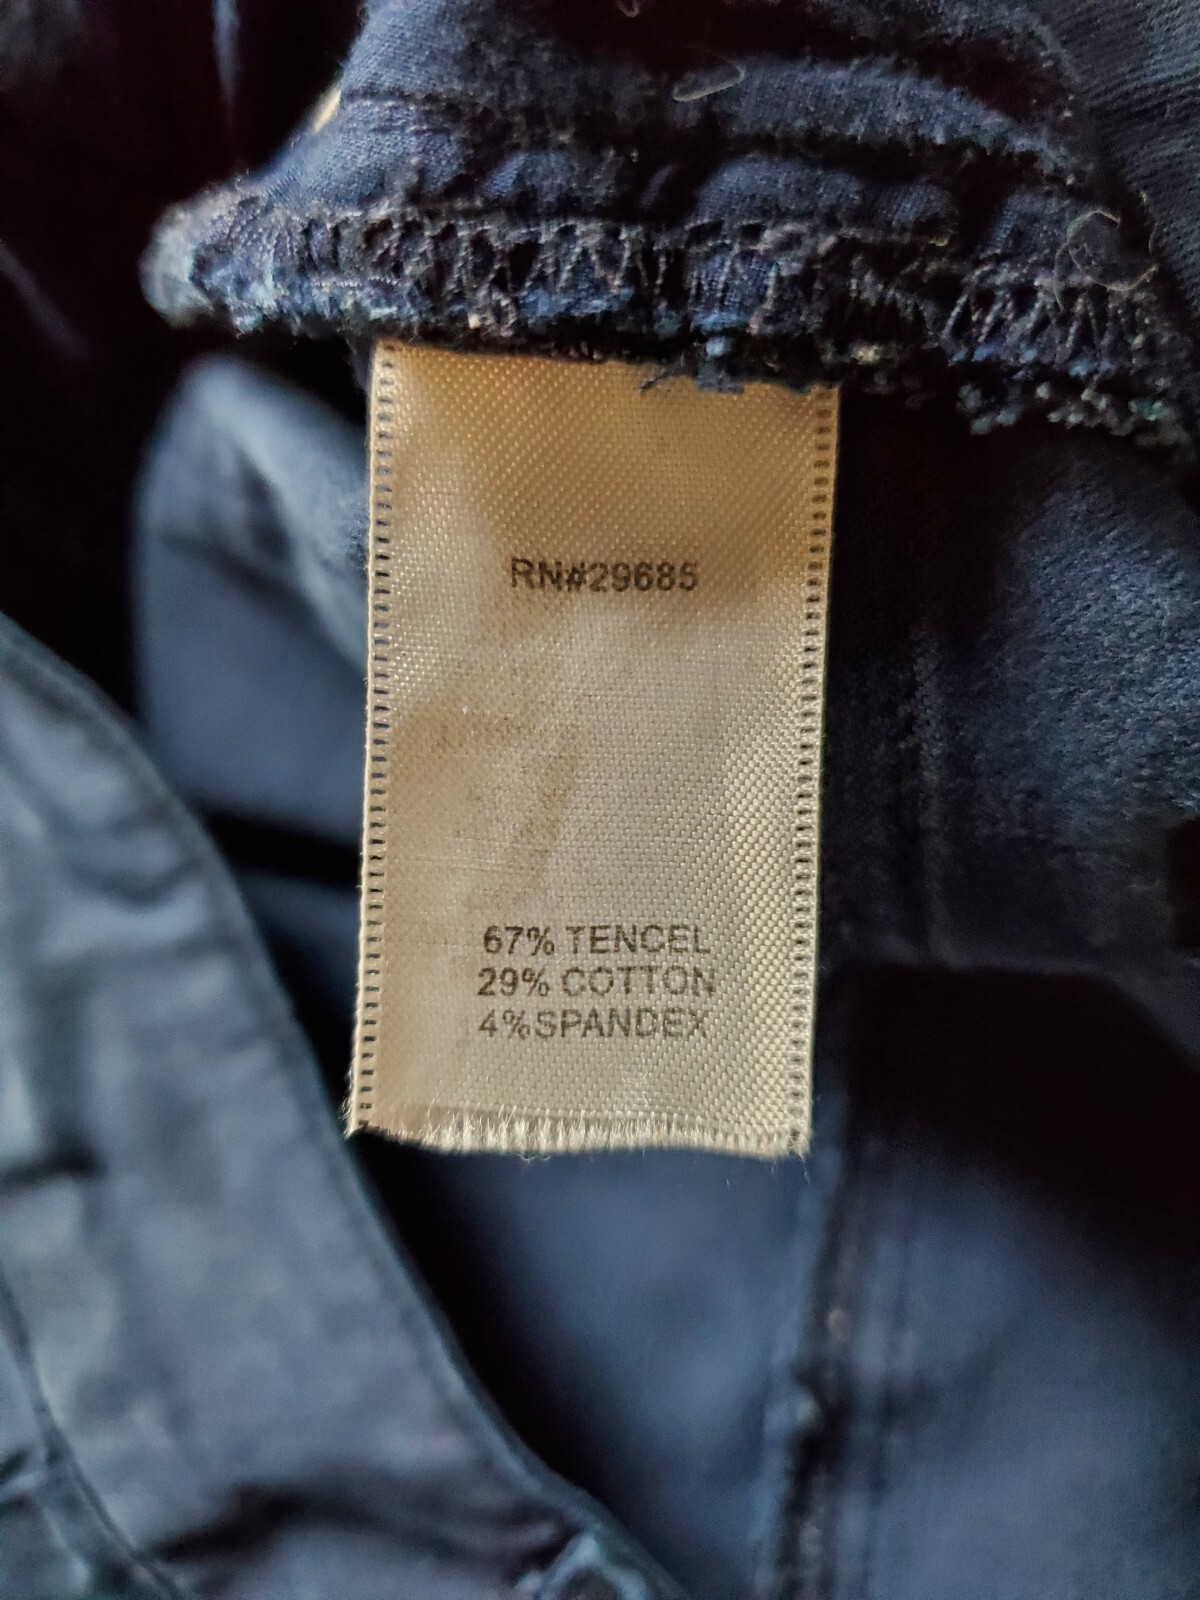 RN#29685
67% TENCEL
29% COTTON
4%SPANDEX